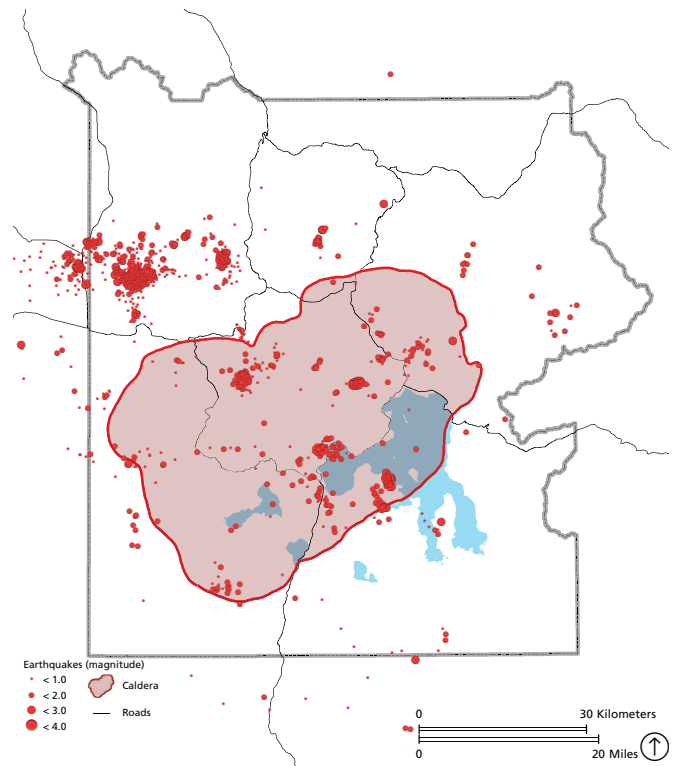 Earthquakes (magnitude)
< 1.0
< 2.0
< 3.0
< 4.0
Caldera
Roads
0 30 Kilometers
0 20 Miles